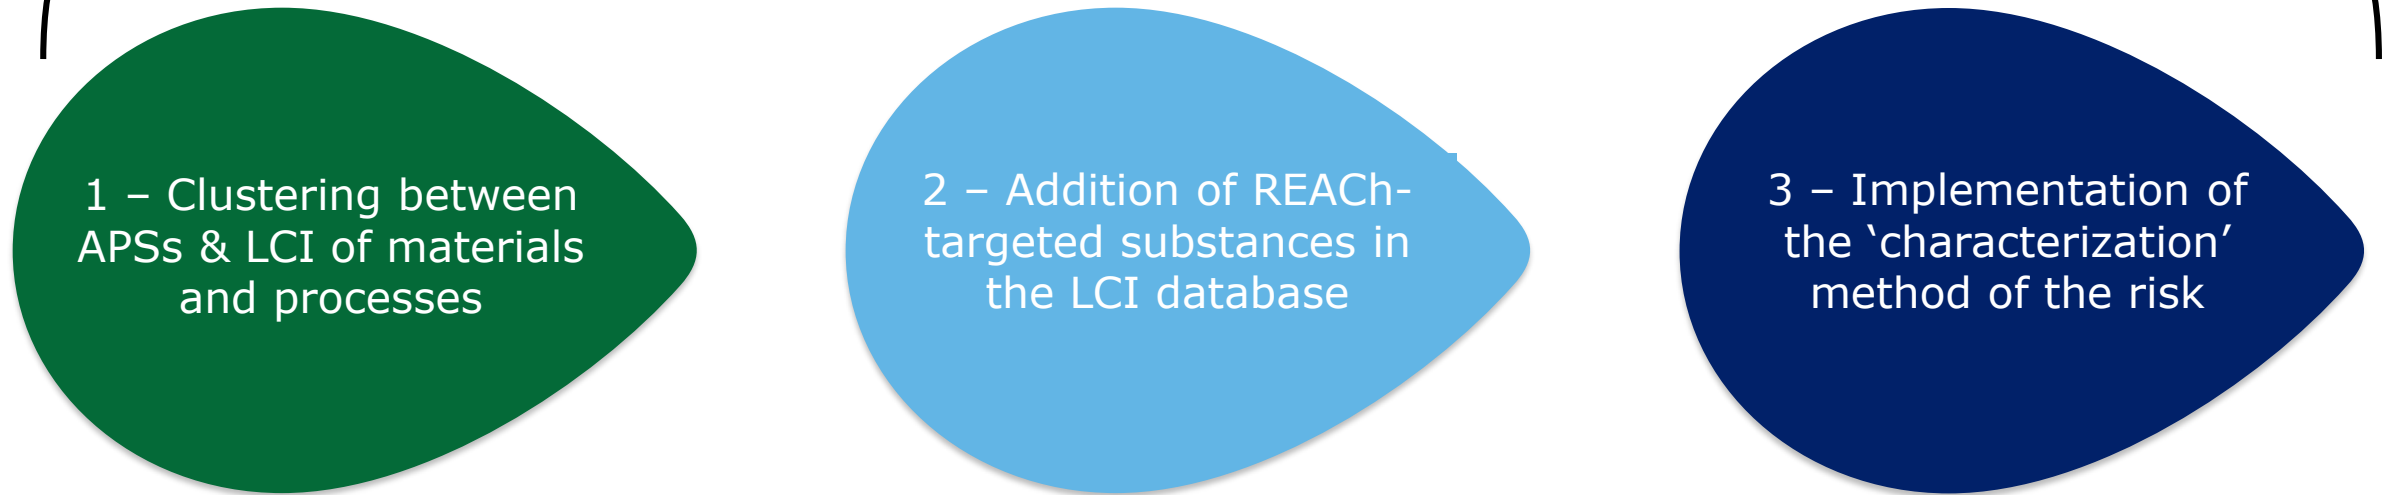 1 – Clustering between
APSs & LCI of materials
and processes
2 – Addition of REACh-
targeted substances in
the LCI database
3 – Implementation of
the ‘characterization’
method of the risk